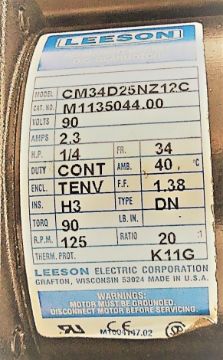 LEESON
MODEL CM34D25NZ12C
CAT. NO. M1135044.00
VOLTS 90
AMPS 2.3
H.P. 1/4 FR. 34
DUTY CONT AMB. 40 °C
ENCL. TENV F.F. 1.38
INS. H3 TYPE DN
TORQ 90 LB. IN.
R.P.M. 125 RATIO 20
THERM. PROT. K11G
LEESON ELECTRIC CORPORATION
GRAFTON, WISCONSIN 53024 MADE IN U.S.A.
WARNINGS:
MOTOR MUST BE GROUNDED.
DISCONNECT MOTOR BEFORE SERVICING.
CE